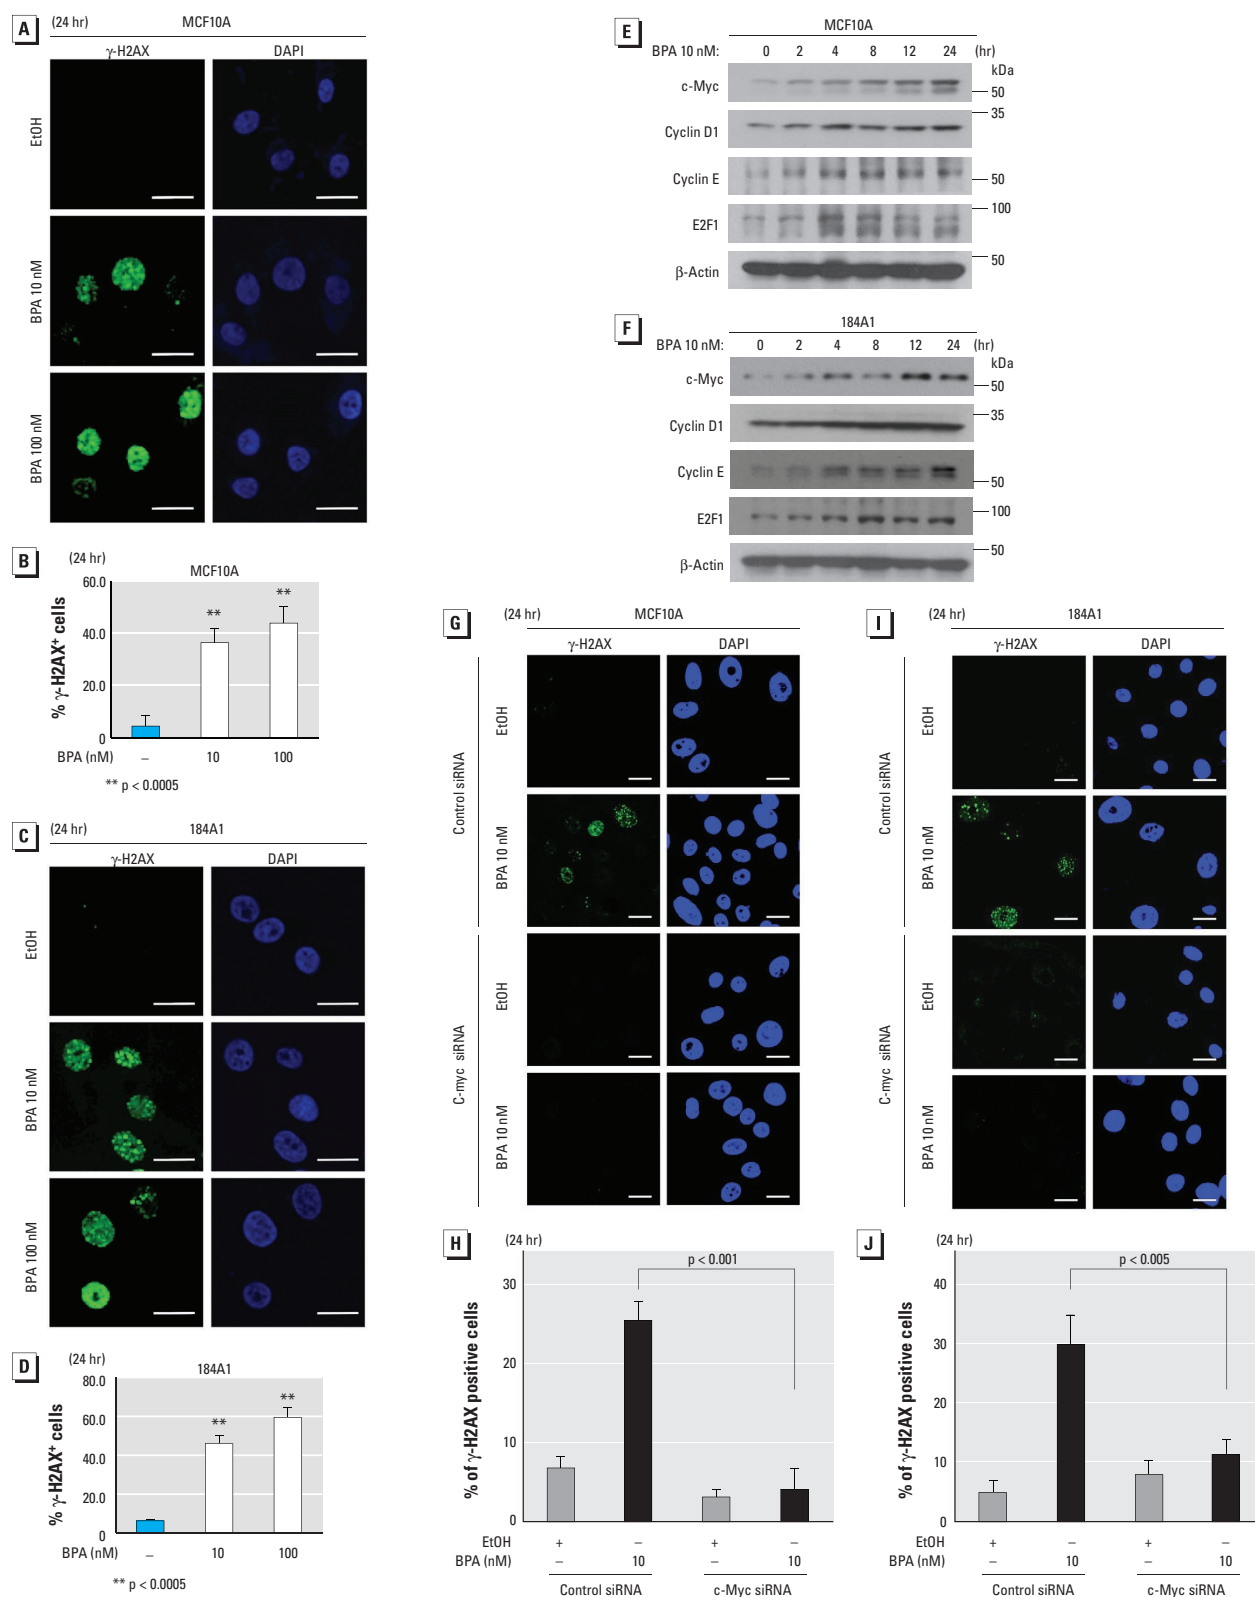 A
(24 hr)
MCF10A
γ-H2AX
DAPI
EtOH
BPA 10 nM
BPA 100 nM
B
(24 hr)
MCF10A
% γ-H2AX⁺ cells
60.0
40.0
20.0
0
**
**
BPA (nM)
–
10
100
** p < 0.0005
C
(24 hr)
184A1
γ-H2AX
DAPI
EtOH
BPA 10 nM
BPA 100 nM
D
(24 hr)
184A1
% γ-H2AX⁺ cells
80.0
60.0
40.0
20.0
0
**
**
BPA (nM)
–
10
100
** p < 0.0005
E
MCF10A
BPA 10 nM: 0 2 4 8 12 24 (hr)
kDa
c-Myc
50
35
Cyclin D1
Cyclin E
50
100
E2F1
50
β-Actin
F
184A1
BPA 10 nM: 0 2 4 8 12 24 (hr)
kDa
c-Myc
50
35
Cyclin D1
Cyclin E
50
100
E2F1
50
β-Actin
G
(24 hr)
MCF10A
γ-H2AX
DAPI
Control siRNA
EtOH
BPA 10 nM
C-myc siRNA
EtOH
BPA 10 nM
H
(24 hr)
% of γ-H2AX positive cells
30
20
10
0
p < 0.001
EtOH + – + –
BPA (nM) – 10 – 10
Control siRNA
c-Myc siRNA
I
(24 hr)
184A1
γ-H2AX
DAPI
Control siRNA
EtOH
BPA 10 nM
C-myc siRNA
EtOH
BPA 10 nM
J
(24 hr)
% of γ-H2AX positive cells
40
30
20
10
0
p < 0.005
+ – + –
– 10 – 10
Control siRNA
c-Myc siRNA